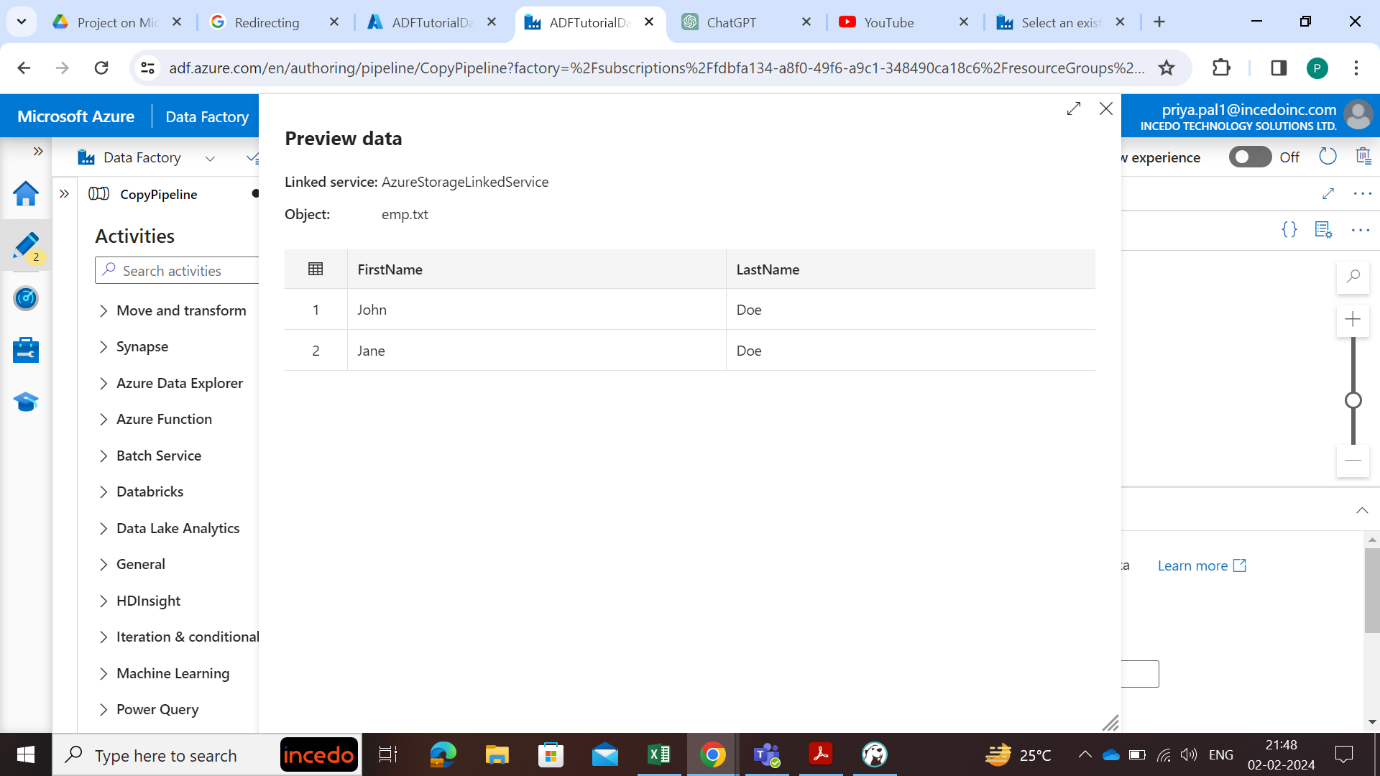 Project on Mic
Redirecting
ADFTutorialDa
ADFTutorialDa
ChatGPT
YouTube
Select an exist
adf.azure.com/en/authoring/pipeline/CopyPipeline?factory=%2Fsubscriptions%2Ffdbfa134-a8f0-49f6-a9c1-348490ca18c6%2FresourceGroups%2...
P
Microsoft Azure
Data Factory
priya.pal1@incedoinc.com
INCEDO TECHNOLOGY SOLUTIONS LTD.
Data Factory
w experience
Off
CopyPipeline
Activities
Search activities
2
Move and transform
Synapse
Azure Data Explorer
Azure Function
Batch Service
Databricks
Data Lake Analytics
General
HDInsight
Iteration & conditional
Machine Learning
Power Query
Preview data
Linked service: AzureStorageLinkedService
Object: emp.txt
FirstName LastName
1 John Doe
2 Jane Doe
{}
ta Learn more
Type here to search
incedo
25°C
ENG
21:48
02-02-2024